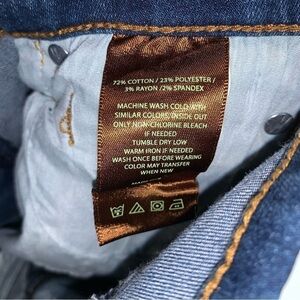 72% COTTON / 23% POLYESTER /
3% RAYON / 2% SPANDEX
MACHINE WASH COLD WITH
SIMILAR COLORS, INSIDE OUT
ONLY NON-CHLORINE BLEACH
IF NEEDED
TUMBLE DRY LOW
WARM IRON IF NEEDED
WASH ONCE BEFORE WEARING
COLOR MAY TRANSFER
WHEN NEW